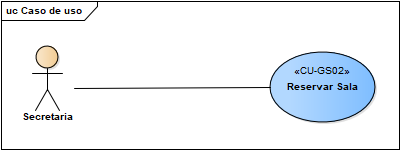 uc Caso de uso
«CU-GS02»
Reservar Sala
Secretaria